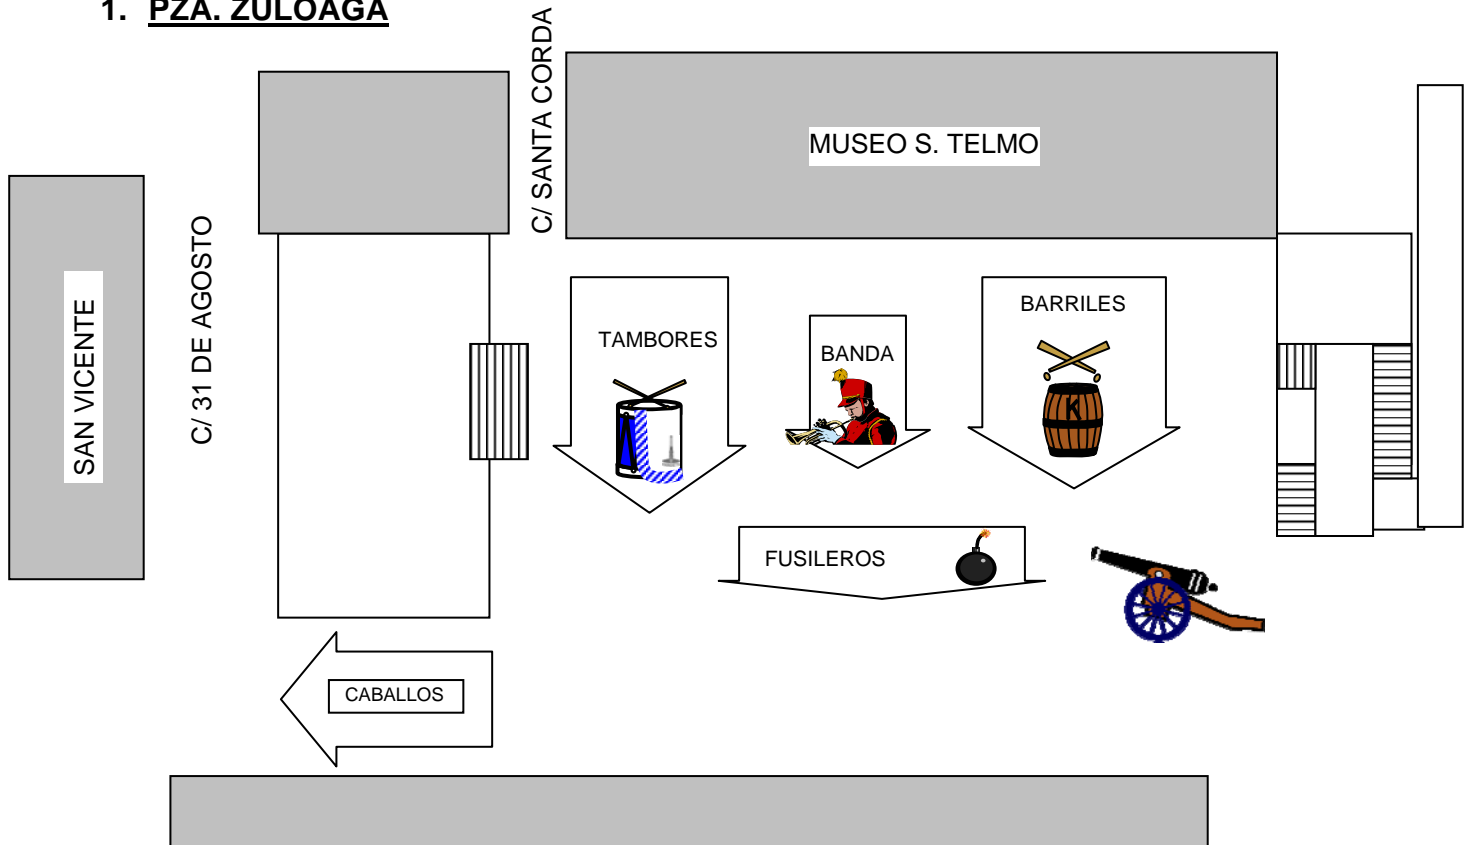 1. PZA. ZULOAGA
C/ SANTA CORDA
MUSEO S. TELMO
SAN VICENTE
C/ 31 DE AGOSTO
TAMBORES
BANDA
BARRILES
K
FUSILEROS
CABALLOS